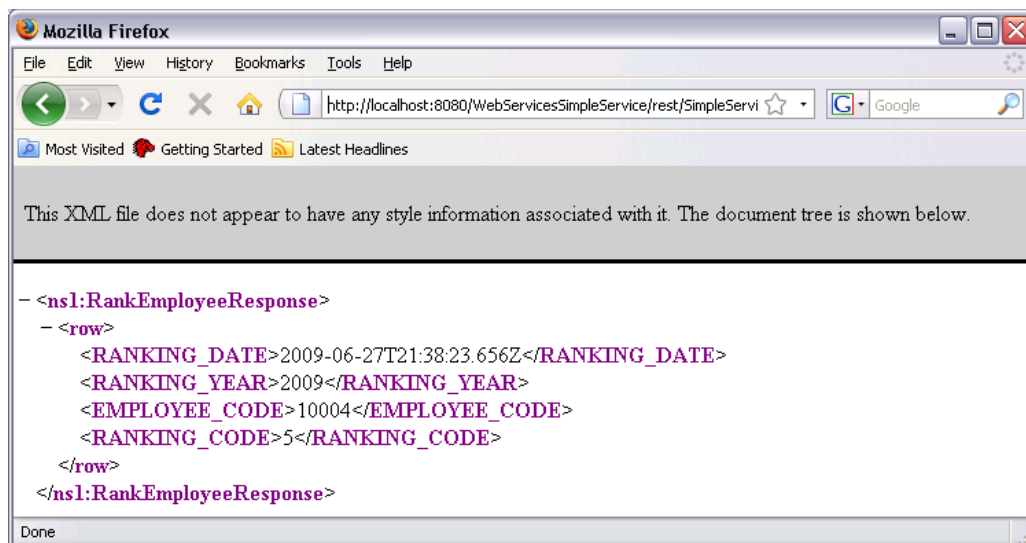 Mozilla Firefox
File Edit View History Bookmarks Tools Help
http://localhost:8080/WebServicesSimpleService/rest/SimpleServi G Google
Most Visited Getting Started Latest Headlines
This XML file does not appear to have any style information associated with it. The document tree is shown below.
− <ns1:RankEmployeeResponse>
− <row>
<RANKING_DATE>2009-06-27T21:38:23.656Z</RANKING_DATE>
<RANKING_YEAR>2009</RANKING_YEAR>
<EMPLOYEE_CODE>10004</EMPLOYEE_CODE>
<RANKING_CODE>5</RANKING_CODE>
</row>
</ns1:RankEmployeeResponse>
Done